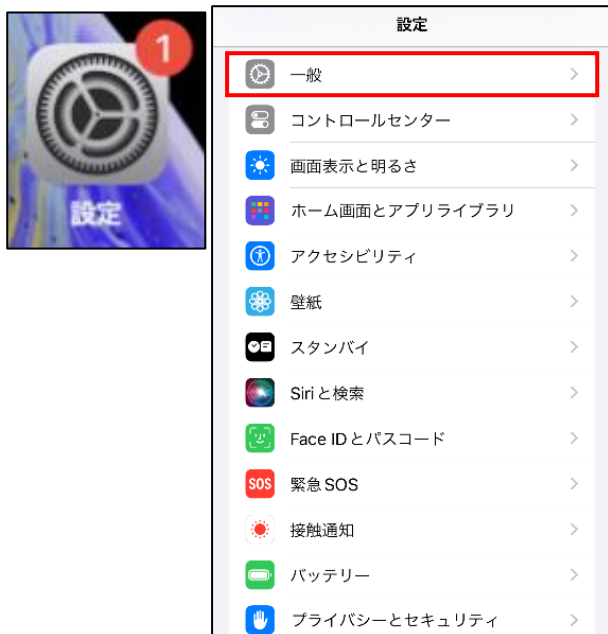 1
設定
設定
一般
コントロールセンター
画面表示と明るさ
ホーム画面とアプリライブラリ
アクセシビリティ
壁紙
スタンバイ
Siriと検索
Face IDとパスコード
SOS 緊急SOS
接触通知
バッテリー
プライバシーとセキュリティ